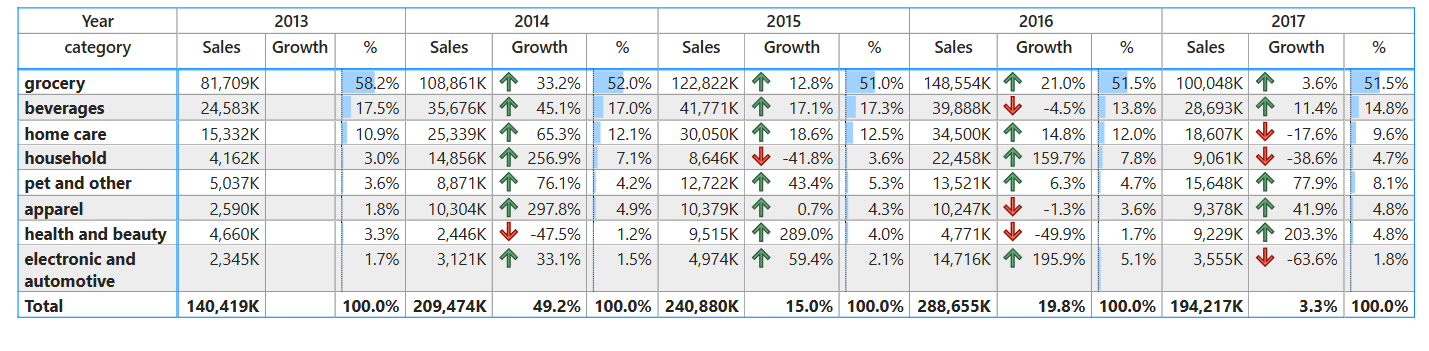 Year 2013 2014 2015 2016 2017
category Sales Growth % Sales Growth % Sales Growth % Sales Growth % Sales Growth %
grocery 81,709K 58.2% 108,861K 33.2% 52.0% 122,822K 12.8% 51.0% 148,554K 21.0% 51.5% 100,048K 3.6% 51.5%
beverages 24,583K 17.5% 35,676K 45.1% 17.0% 41,771K 17.1% 17.3% 39,888K -4.5% 13.8% 28,693K 11.4% 14.8%
home care 15,332K 10.9% 25,339K 65.3% 12.1% 30,050K 18.6% 12.5% 34,500K 14.8% 12.0% 18,607K -17.6% 9.6%
household 4,162K 3.0% 14,856K 256.9% 7.1% 8,646K -41.8% 3.6% 22,458K 159.7% 7.8% 9,061K -38.6% 4.7%
pet and other 5,037K 3.6% 8,871K 76.1% 4.2% 12,722K 43.4% 5.3% 13,521K 6.3% 4.7% 15,648K 77.9% 8.1%
apparel 2,590K 1.8% 10,304K 297.8% 4.9% 10,379K 0.7% 4.3% 10,247K -1.3% 3.6% 9,378K 41.9% 4.8%
health and beauty 4,660K 3.3% 2,446K -47.5% 1.2% 9,515K 289.0% 4.0% 4,771K -49.9% 1.7% 9,229K 203.3% 4.8%
electronic and 2,345K 1.7% 3,121K 33.1% 1.5% 4,974K 59.4% 2.1% 14,716K 195.9% 5.1% 3,555K -63.6% 1.8%
automotive
Total 140,419K 100.0% 209,474K 49.2% 100.0% 240,880K 15.0% 100.0% 288,655K 19.8% 100.0% 194,217K 3.3% 100.0%